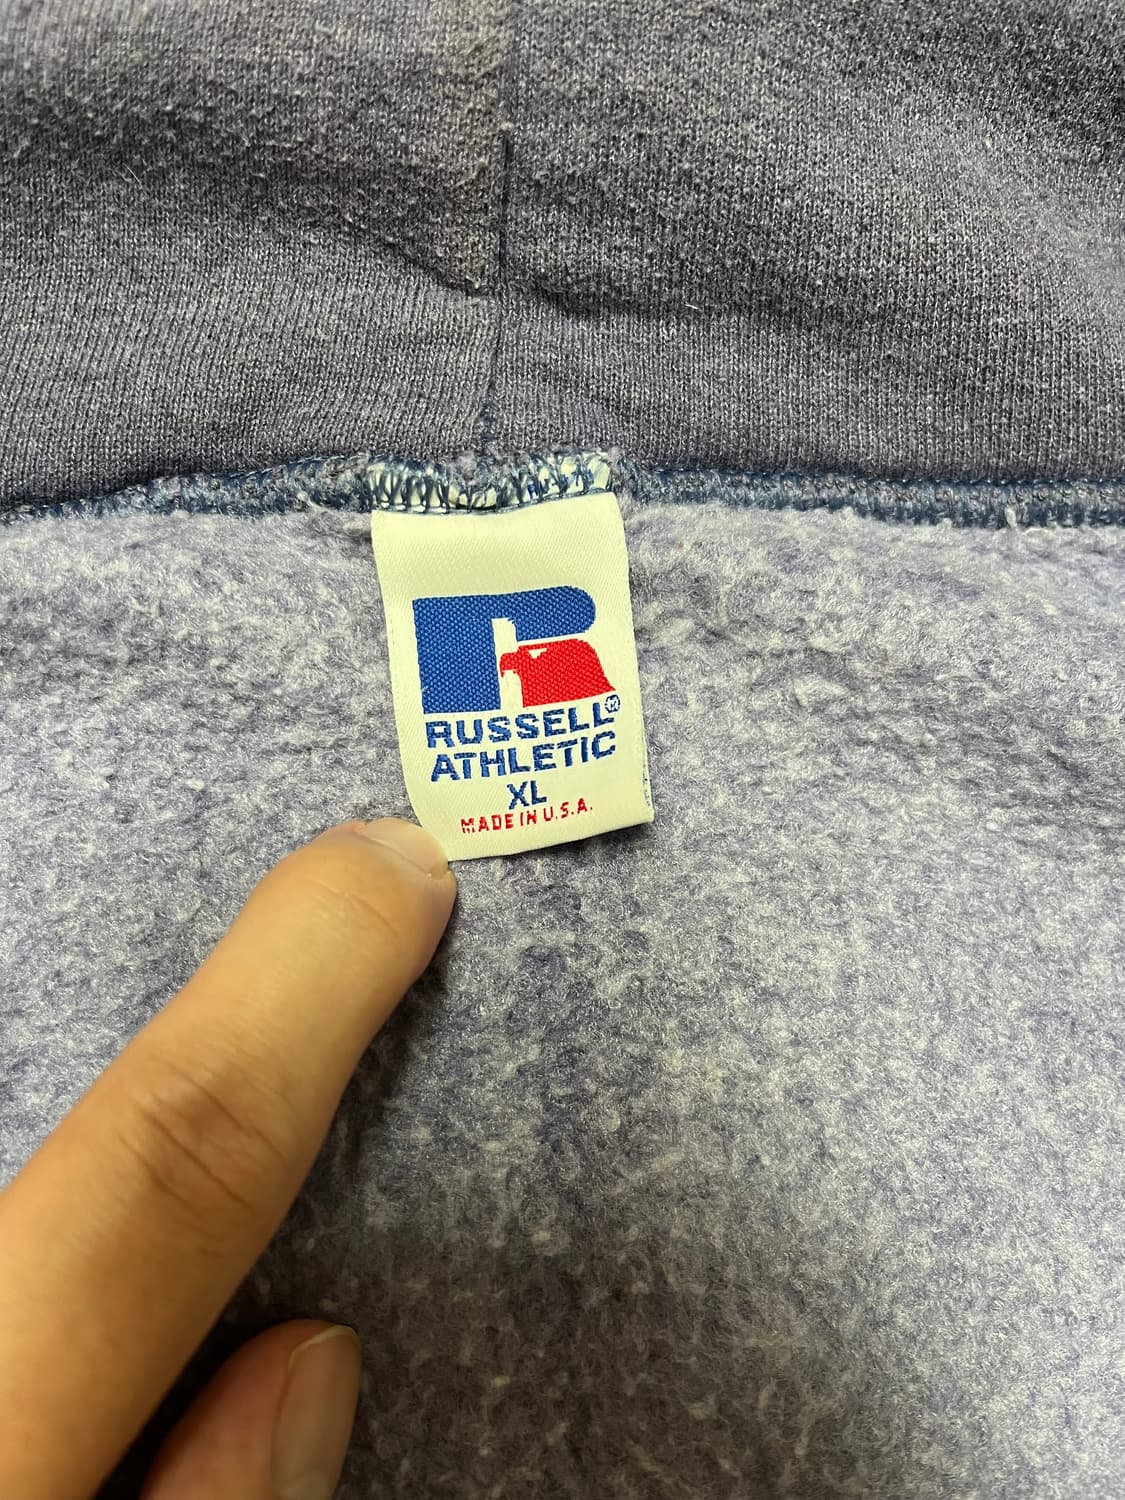 RUSSELL®
ATHLETIC
XL
MADE IN U.S.A.